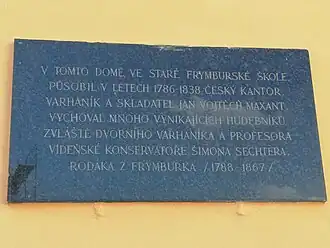 V TOMTO DOMĚ, VE STARÉ FRYMBURSKÉ ŠKOLE,
PŮSOBIL V LETECH 1786-1838 ČESKÝ KANTOR,
VARHANÍK A SKLADATEL JAN VOJTĚCH MAXANT.
VYCHOVAL MNOHO VYNIKAJÍCÍCH HUDEBNÍKŮ,
ZVLÁŠTĚ DVORNÍHO VARHANÍKA A PROFESORA
VÍDEŇSKÉ KONSERVATOŘE ŠIMONA SECHTERA,
RODÁKA Z FRYMBURKA /1788-1867/